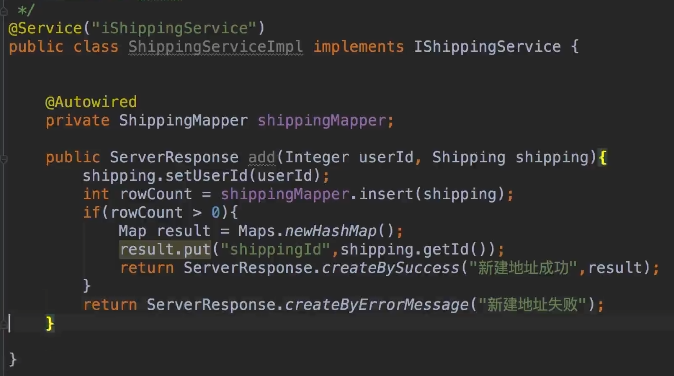 */
@Service("iShippingService")
public class ShippingServiceImpl implements IShippingService {
@Autowired
private ShippingMapper shippingMapper;
public ServerResponse add(Integer userId, Shipping shipping){
shipping.setUserId(userId);
int rowCount = shippingMapper.insert(shipping);
if(rowCount > 0){
Map result = Maps.newHashMap();
result.put("shippingId",shipping.getId());
return ServerResponse.createBySuccess("新建地址成功",result);
}
return ServerResponse.createByErrorMessage("新建地址失败");
}
}